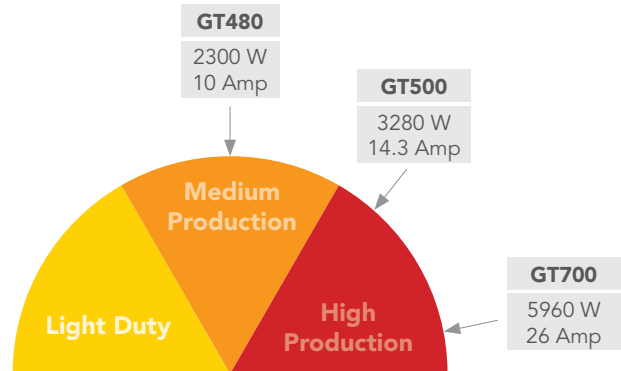 GT480
2300 W
10 Amp
GT500
3280 W
14.3 Amp
Medium
Production
GT700
5960 W
26 Amp
Light Duty
High
Production